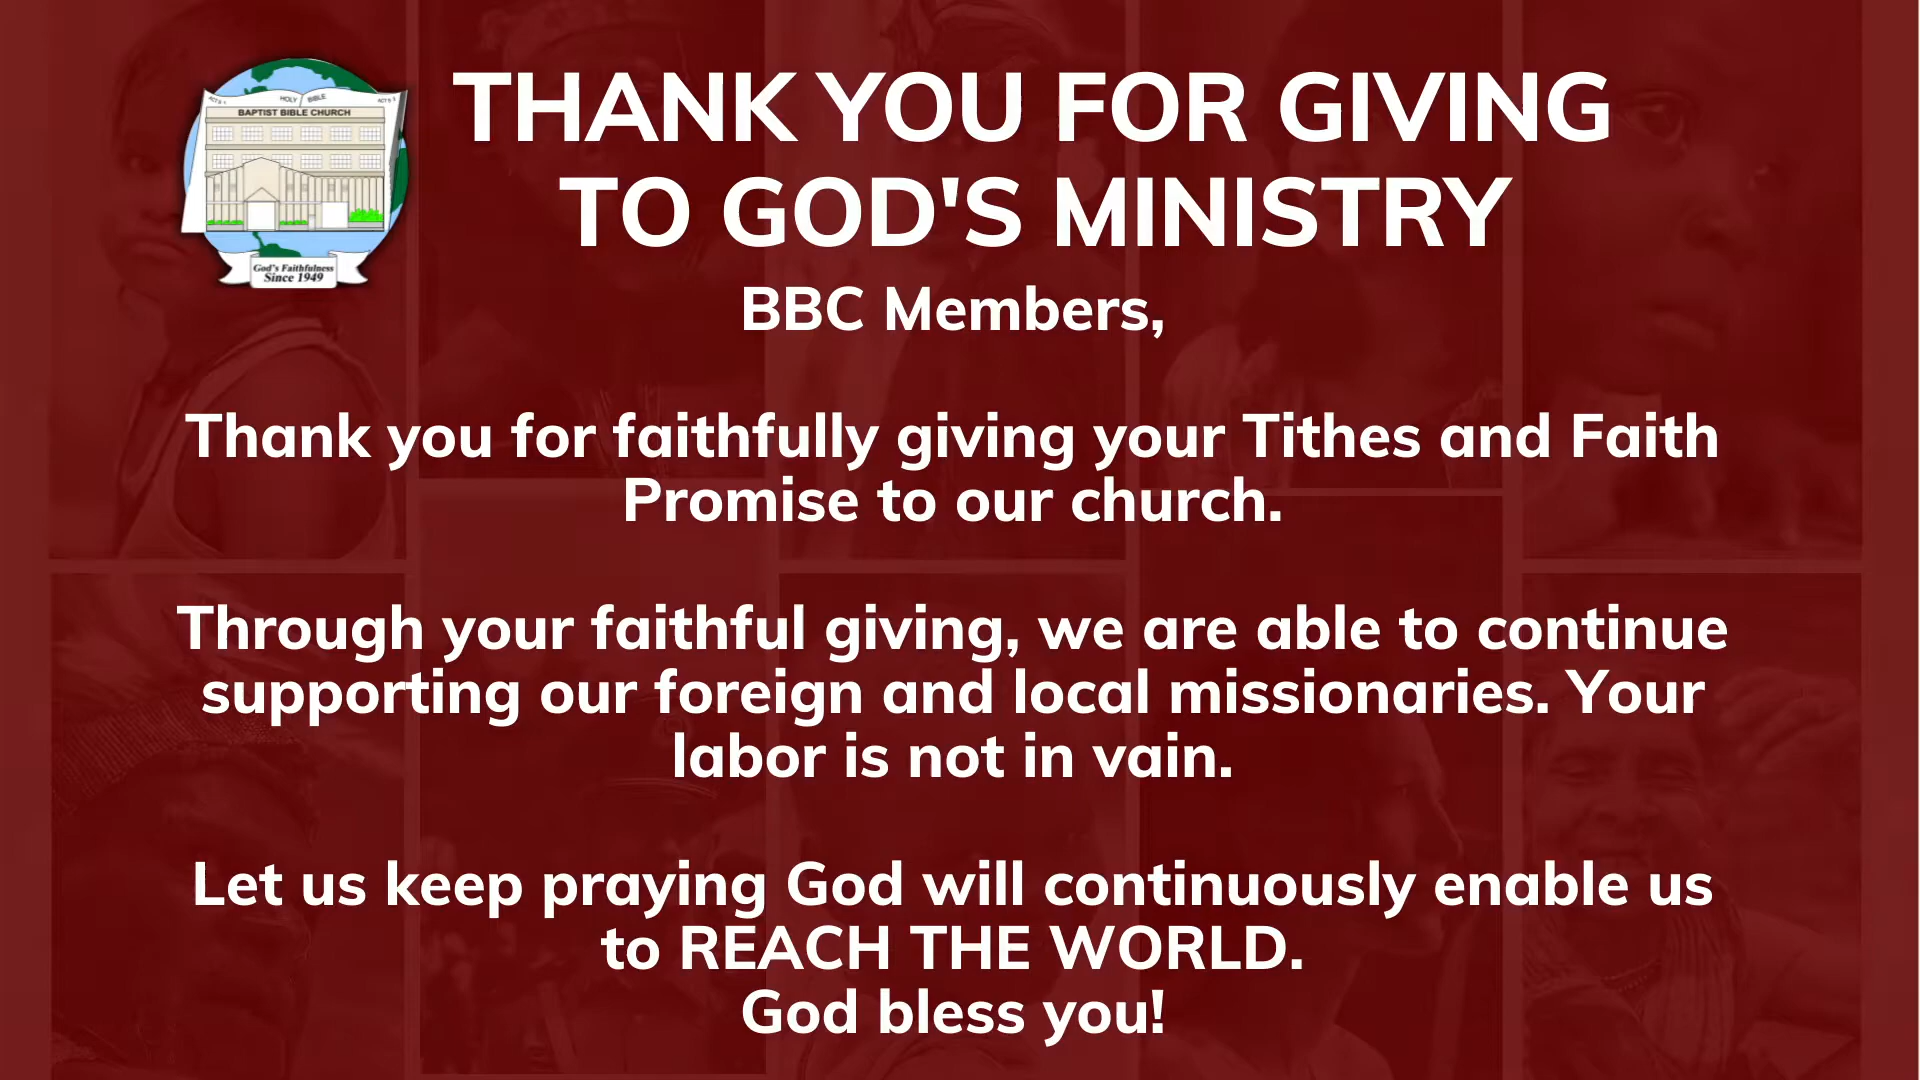 ACTS 1
HOLY BIBLE
BAPTIST BIBLE CHURCH
God's Faithfulness
Since 1949
THANK YOU FOR GIVING
TO GOD'S MINISTRY
BBC Members,
Thank you for faithfully giving your Tithes and Faith
Promise to our church.
Through your faithful giving, we are able to continue
supporting our foreign and local missionaries. Your
labor is not in vain.
Let us keep praying God will continuously enable us
to REACH THE WORLD.
God bless you!